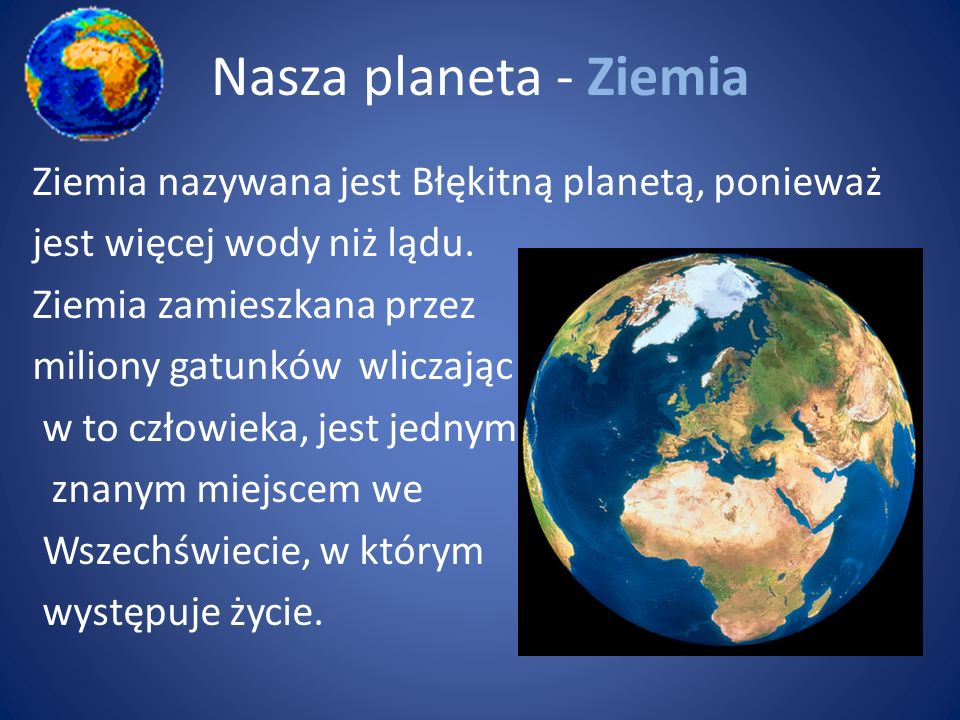 Nasza planeta - Ziemia
Ziemia nazywana jest Błękitną planetą, ponieważ
jest więcej wody niż lądu.
Ziemia zamieszkana przez
miliony gatunków wliczając
w to człowieka, jest jednym
znanym miejscem we
Wszechświecie, w którym
występuje życie.